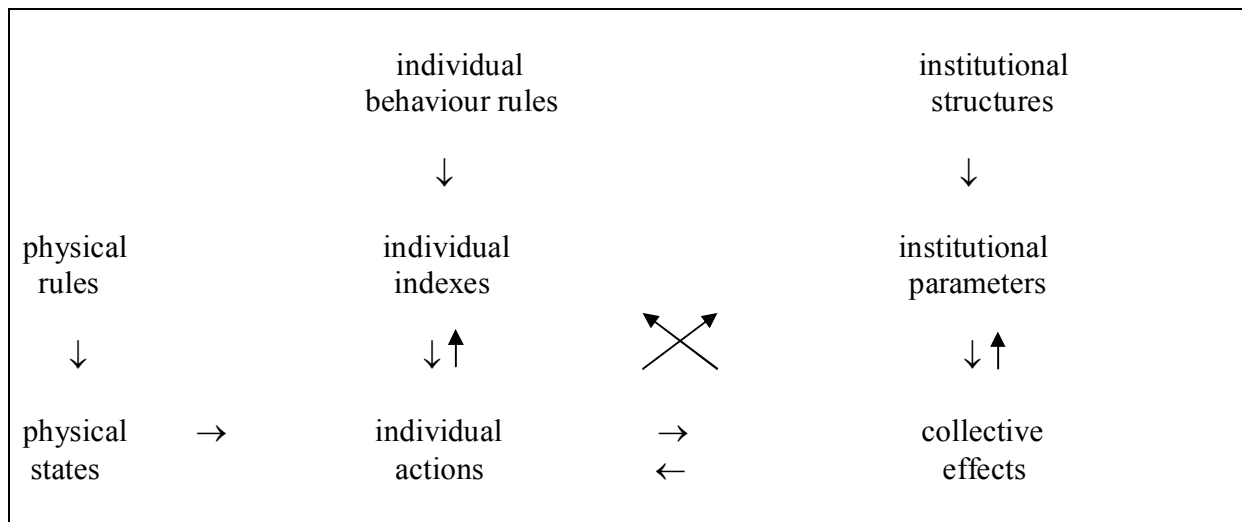 individual
behaviour rules
institutional
structures
↓
↓
physical
rules
individual
indexes
institutional
parameters
↓
↓
↓
physical
states
→
individual
actions
→
←
collective
effects